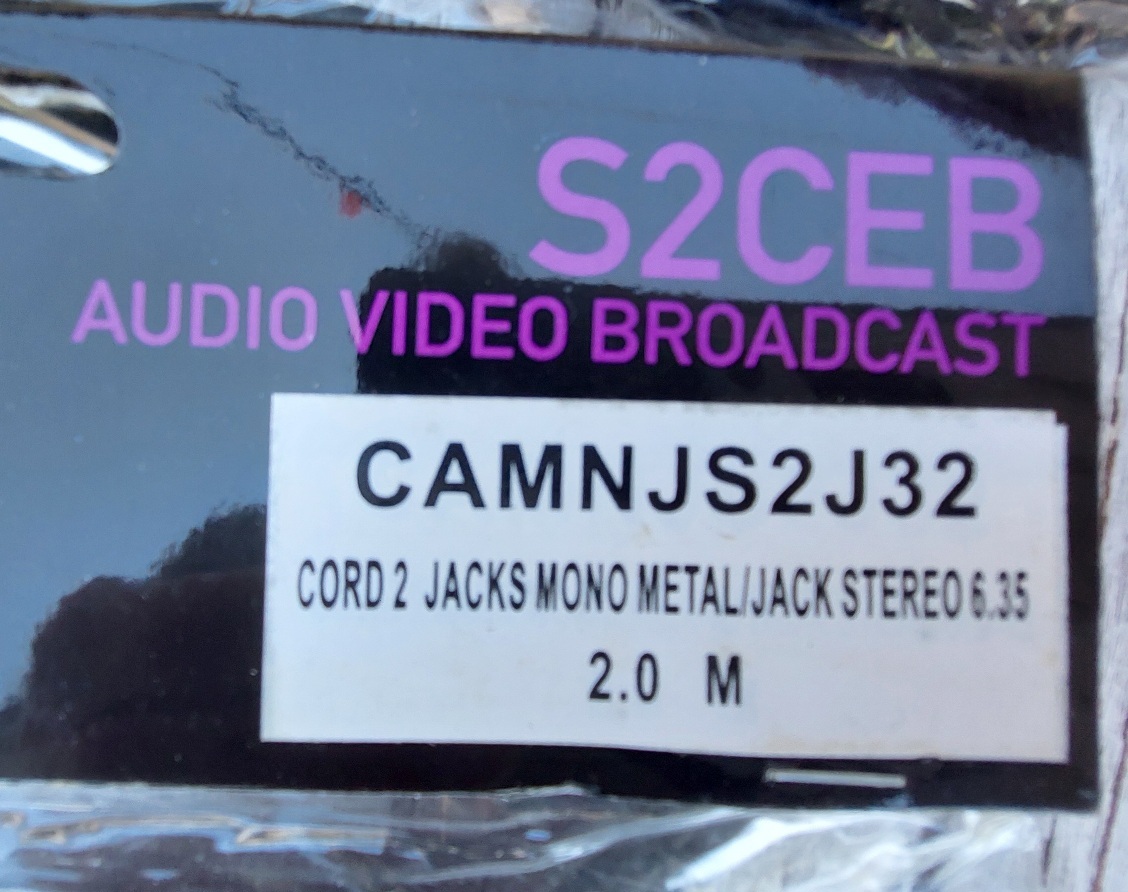 S2CEB
AUDIO VIDEO BROADCAST
CAMNJS2J32
CORD 2 JACKS MONO METAL/JACK STEREO 6.35
2.0 M